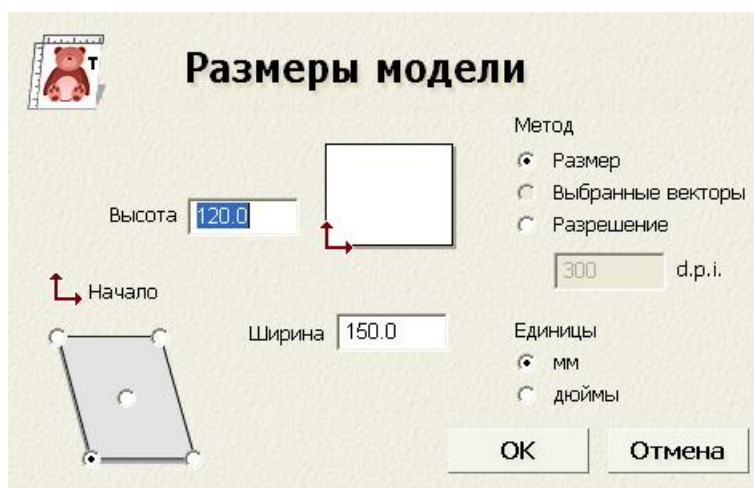 T
Размеры модели
Метод
Размер
Выбранные векторы
Разрешение
300 d.p.i.
Высота 120.0
Начало
Ширина 150.0
Единицы
мм
дюймы
OK Отмена